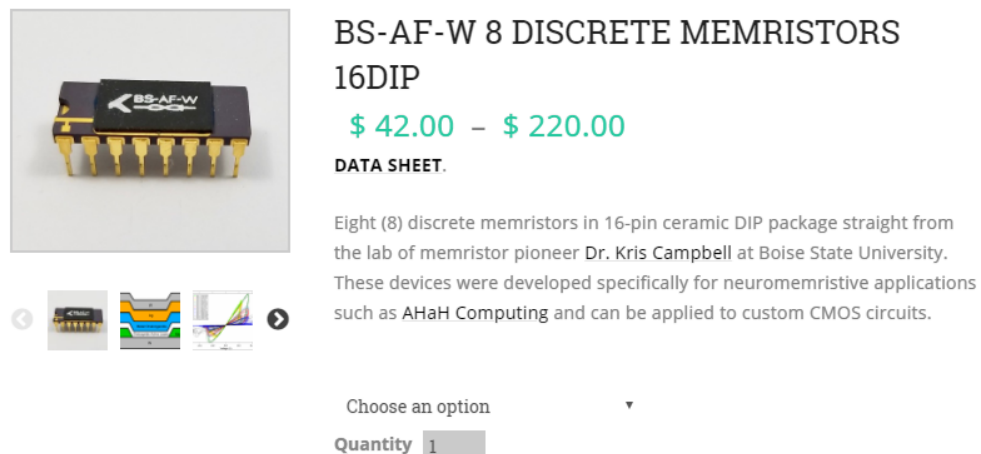 BS-AF-W 8 DISCRETE MEMRISTORS
16DIP
$ 42.00 – $ 220.00
DATA SHEET.
Eight (8) discrete memristors in 16-pin ceramic DIP package straight from
the lab of memristor pioneer Dr. Kris Campbell at Boise State University.
These devices were developed specifically for neuromemristive applications
such as AHaH Computing and can be applied to custom CMOS circuits.
Choose an option
Quantity 1
BS-AF-W